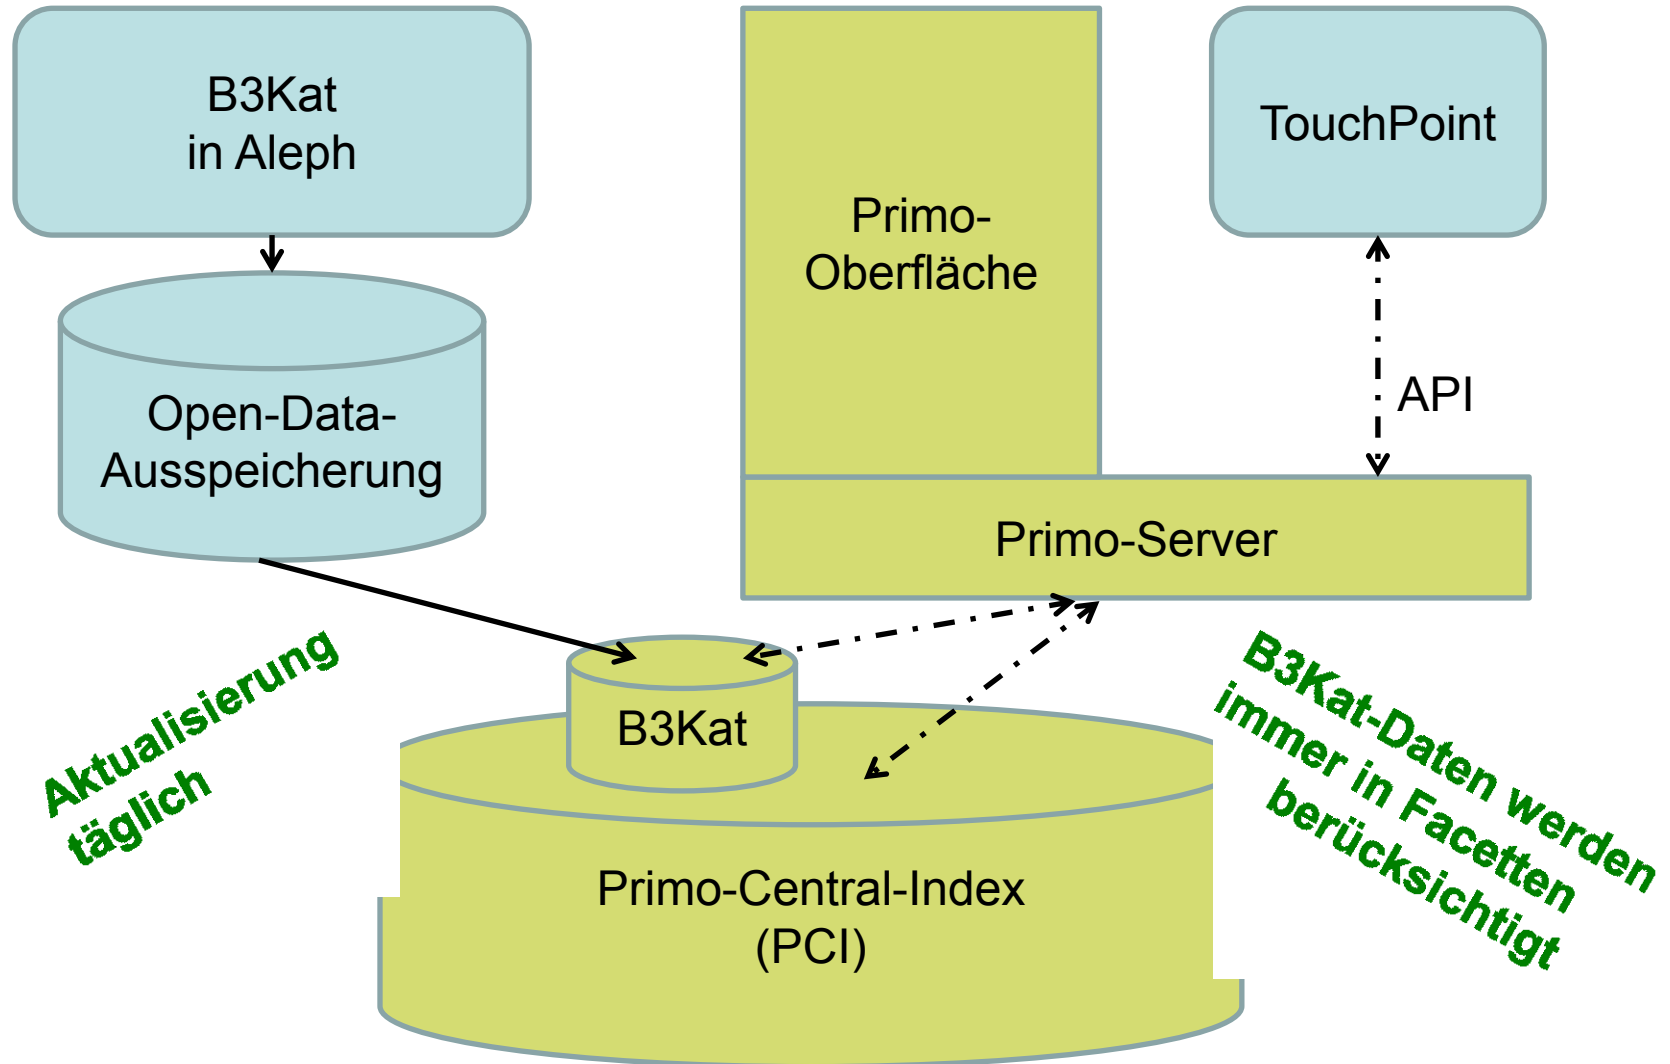 B3Kat
in Aleph
Primo-
Oberfläche
TouchPoint
Open-Data-
Ausspeicherung
API
Primo-Server
Aktualisierung
täglich
B3Kat
B3Kat-Daten werden
immer in Facetten
berücksichtigt
Primo-Central-Index
(PCI)